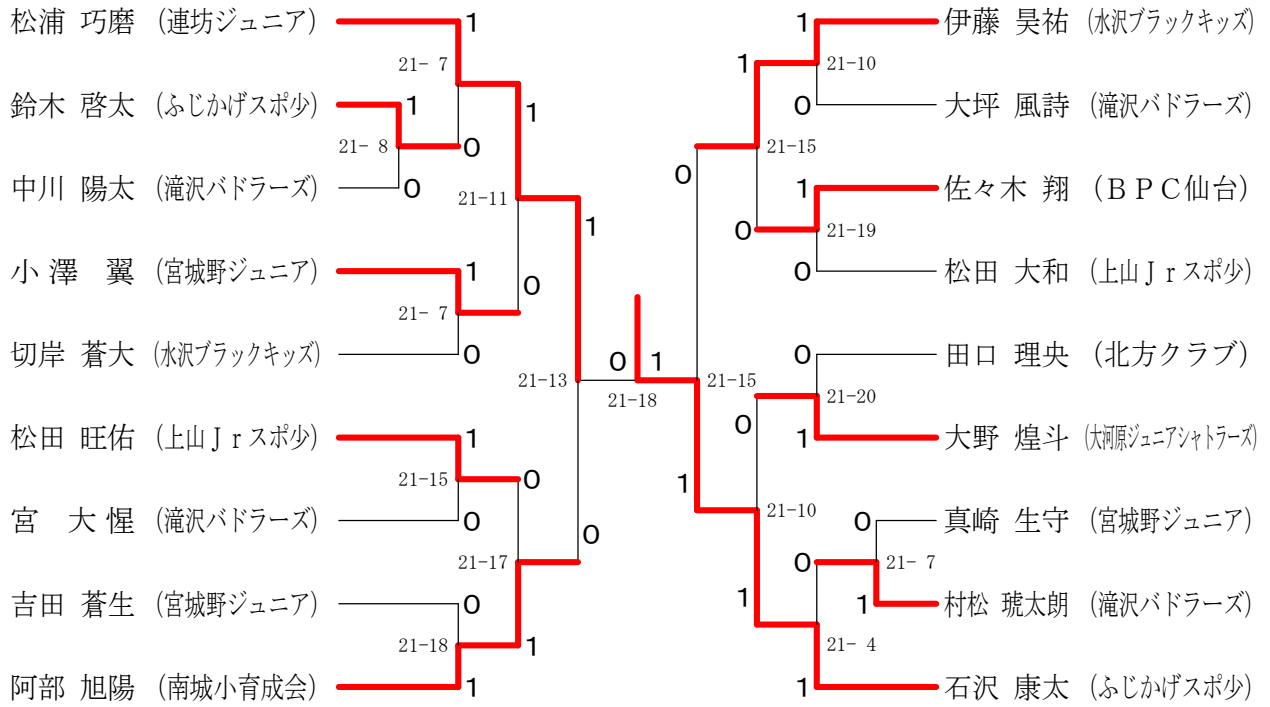 松浦 巧磨 (連坊ジュニア)
1
21- 7
鈴木 啓太 (ふじかげスポ少)
1
1
21- 8
0
中川 陽太 (滝沢バドラーズ)
0
21-11
1
小澤 翼 (宮城野ジュニア)
1
0
21- 7
切岸 蒼大 (水沢ブラックキッズ)
0
21-13
0
1
21-18
松田 旺佑 (上山Jrスポ少)
1
21-15
0
宮 大惺 (滝沢バドラーズ)
0
0
21-17
吉田 蒼生 (宮城野ジュニア)
0
21-18
1
阿部 旭陽 (南城小育成会)
1
1
伊藤 昊祐 (水沢ブラックキッズ)
1
21-10
0
大坪 風詩 (滝沢バドラーズ)
21-15
0
1
佐々木 翔 (BPC仙台)
0
21-19
0
松田 大和 (上山Jrスポ少)
0
田口 理央 (北方クラブ)
21-15
21-20
0
1
大野 煌斗 (大河原ジュニアシャトラーズ)
1
21-10
0
真崎 生守 (宮城野ジュニア)
0
21- 7
1
1
村松 琥太朗 (滝沢バドラーズ)
21- 4
1
石沢 康太 (ふじかげスポ少)